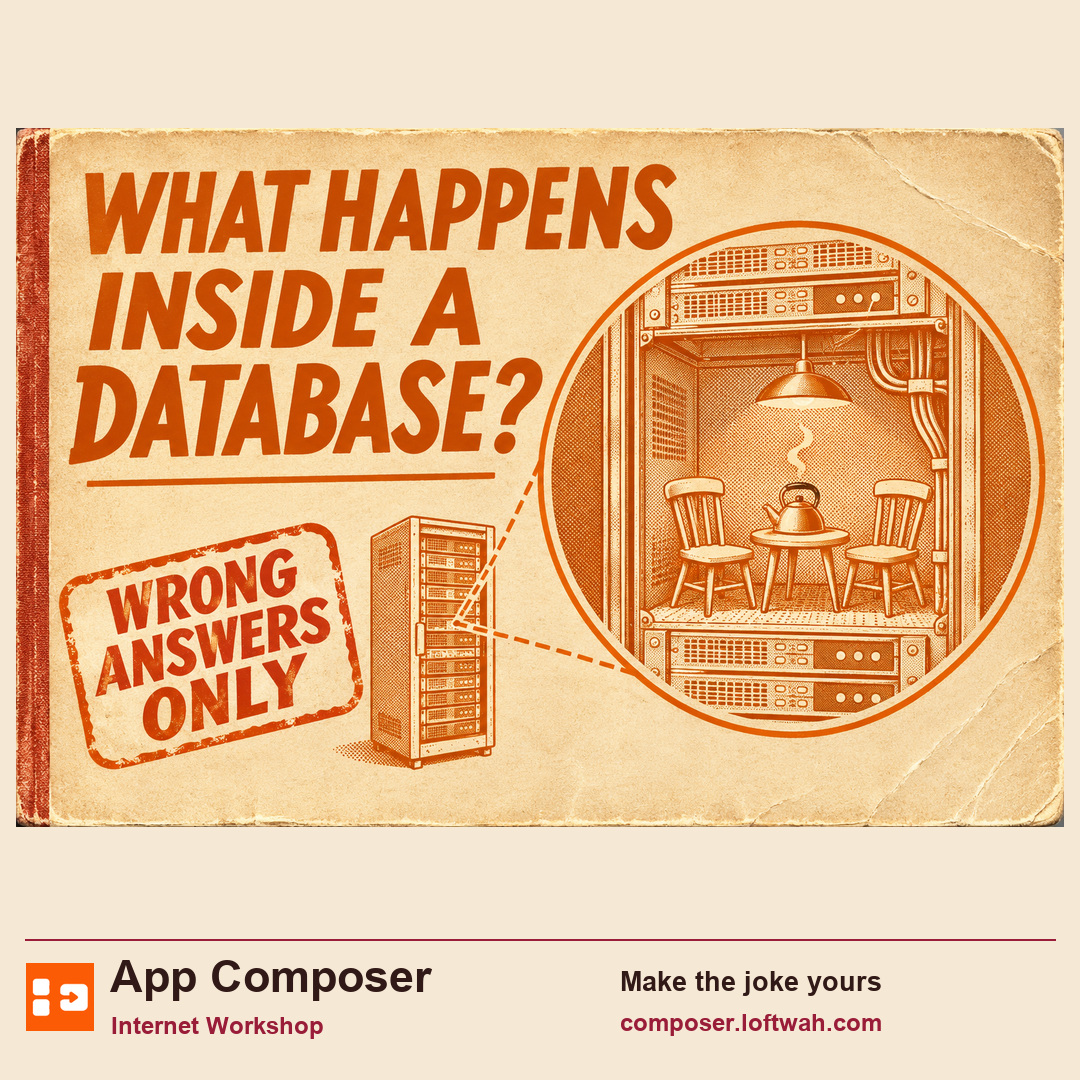 WHAT HAPPENS
INSIDE A
DATABASE?
WRONG
ANSWERS
ONLY
App Composer
Internet Workshop
Make the joke yours
composer.loftwah.com